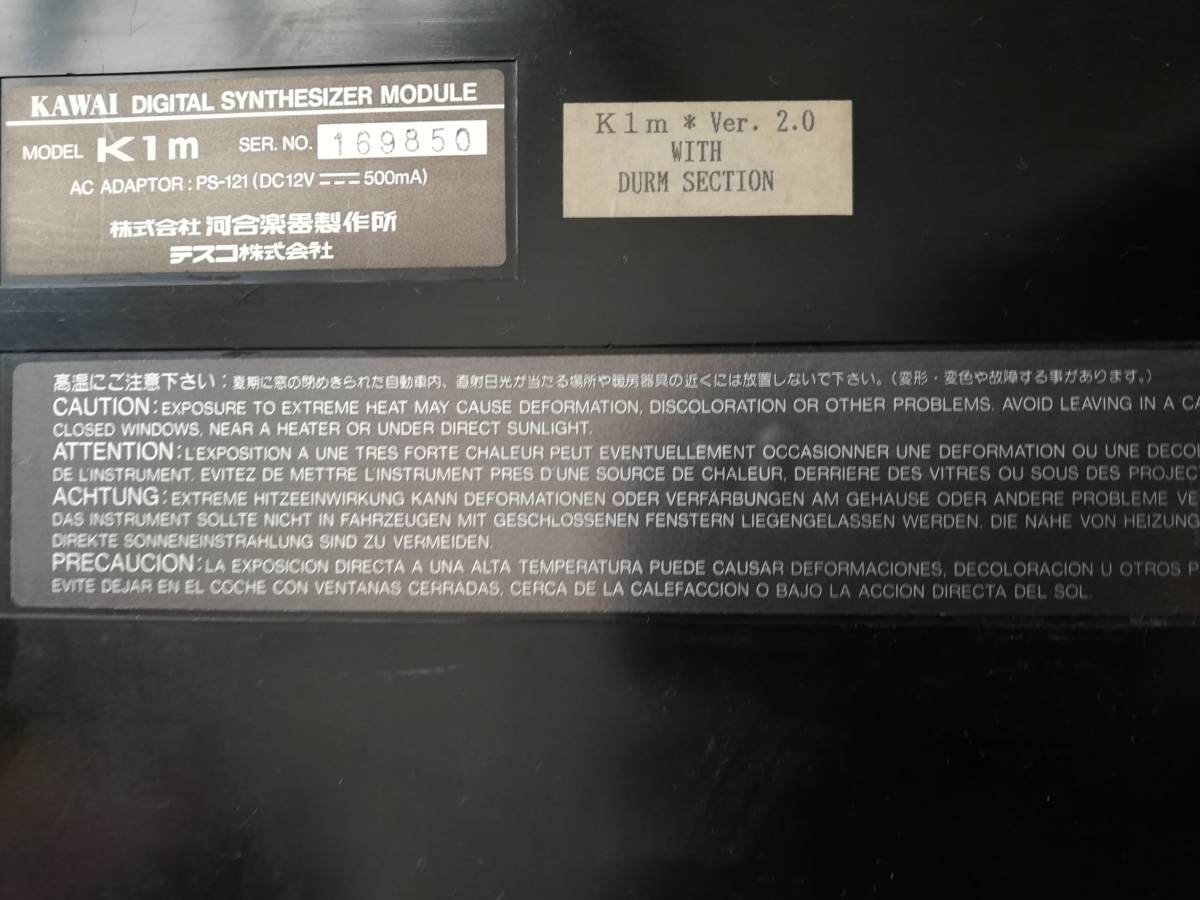 KAWAI DIGITAL SYNTHESIZER MODULE
MODEL K1m SER. NO. 169850
AC ADAPTOR : PS-121 (DC12V ⎓ 500mA)
株式会社 河合楽器製作所
テスコ株式会社
K1m * Ver. 2.0
WITH
DURM SECTION
高温にご注意下さい：夏期に窓の閉めきられた自動車内、直射日光が当たる場所や暖房器具の近くには放置しないで下さい。（変形・変色や故障する事があります。）
CAUTION: EXPOSURE TO EXTREME HEAT MAY CAUSE DEFORMATION, DISCOLORATION OR OTHER PROBLEMS. AVOID LEAVING IN A CA
CLOSED WINDOWS, NEAR A HEATER OR UNDER DIRECT SUNLIGHT.
ATTENTION: L'EXPOSITION A UNE TRES FORTE CHALEUR PEUT EVENTUELLEMENT OCCASIONNER UNE DEFORMATION OU UNE DECOL
DE L'INSTRUMENT. EVITEZ DE METTRE L'INSTRUMENT PRES D'UNE SOURCE DE CHALEUR, DERRIERE DES VITRES OU SOUS DES PROJEC
ACHTUNG: EXTREME HITZEEINWIRKUNG KANN DEFORMATIONEN ODER VERFÄRBUNGEN AM GEHÄUSE ODER ANDERE PROBLEME VE
DAS INSTRUMENT SOLLTE NICHT IN FAHRZEUGEN MIT GESCHLOSSENEN FENSTERN LIEGENGELASSEN WERDEN. DIE NÄHE VON HEIZUNG
DIREKTE SONNENEINSTRAHLUNG SIND ZU VERMEIDEN.
PRECAUCION: LA EXPOSICION DIRECTA A UNA ALTA TEMPERATURA PUEDE CAUSAR DEFORMACIONES, DECOLORACION U OTROS P
EVITE DEJAR EN EL COCHE CON VENTANAS CERRADAS, CERCA DE LA CALEFACCION O BAJO LA ACCION DIRECTA DEL SOL.